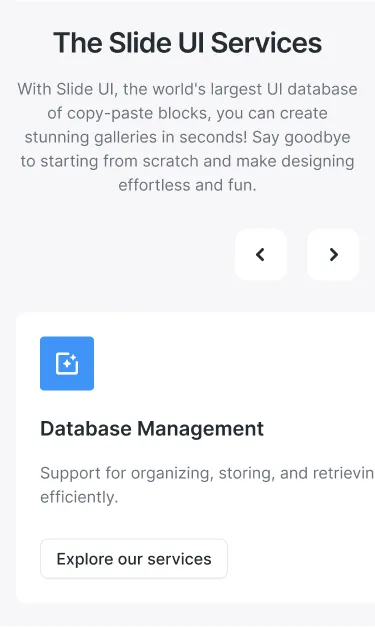 The Slide UI Services
With Slide UI, the world's largest UI database
of copy-paste blocks, you can create
stunning galleries in seconds! Say goodbye
to starting from scratch and make designing
effortless and fun.
Database Management
Support for organizing, storing, and retrievin
efficiently.
Explore our services